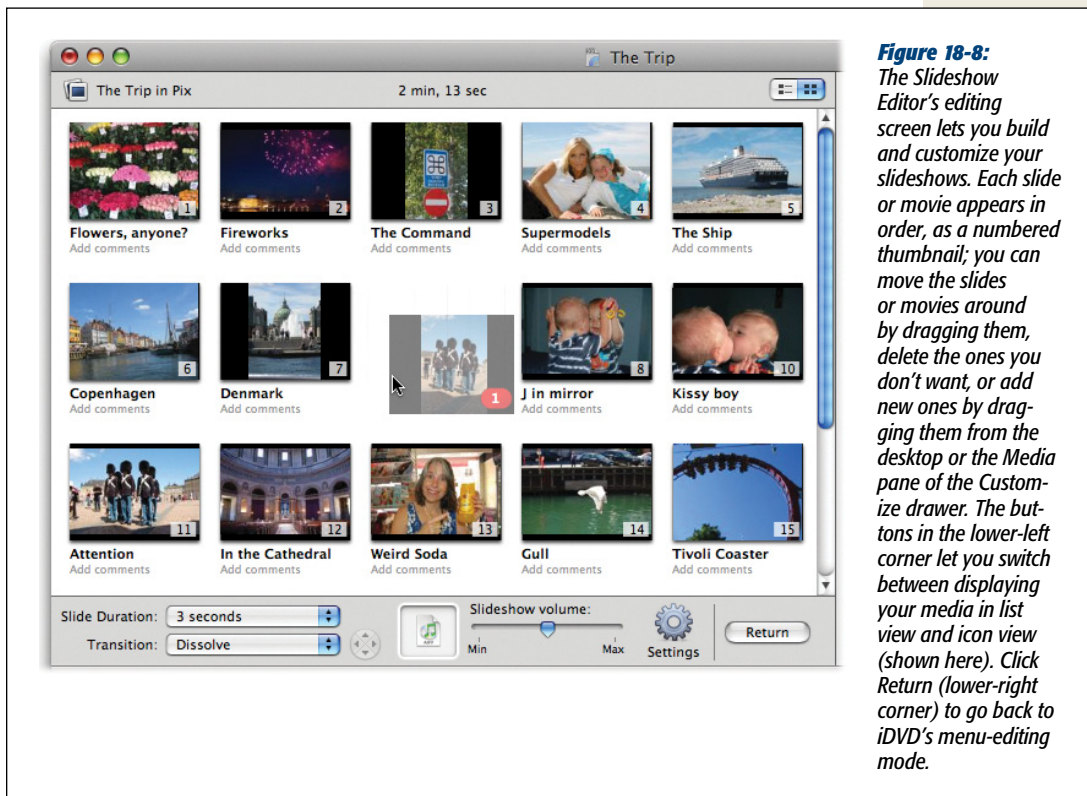 The Trip
The Trip in Pix
2 min, 13 sec
1
2
3
4
5
Flowers, anyone?
Fireworks
The Command
Supermodels
The Ship
Add comments
Add comments
Add comments
Add comments
Add comments
6
7
1
8
10
Copenhagen
Denmark
J in mirror
Kissy boy
Add comments
Add comments
Add comments
Add comments
11
12
13
14
15
Attention
In the Cathedral
Weird Soda
Gull
Tivoli Coaster
Add comments
Add comments
Add comments
Add comments
Add comments
Slide Duration:
3 seconds
Transition:
Dissolve
Slideshow volume:
Min
Max
Settings
Return
Figure 18-8:
The Slideshow
Editor's editing
screen lets you build
and customize your
slideshows. Each slide
or movie appears in
order, as a numbered
thumbnail; you can
move the slides
or movies around
by dragging them,
delete the ones you
don't want, or add
new ones by drag-
ging them from the
desktop or the Media
pane of the Custom-
ize drawer. The but-
tons in the lower-left
corner let you switch
between displaying
your media in list
view and icon view
(shown here). Click
Return (lower-right
corner) to go back to
iDVD's menu-editing
mode.